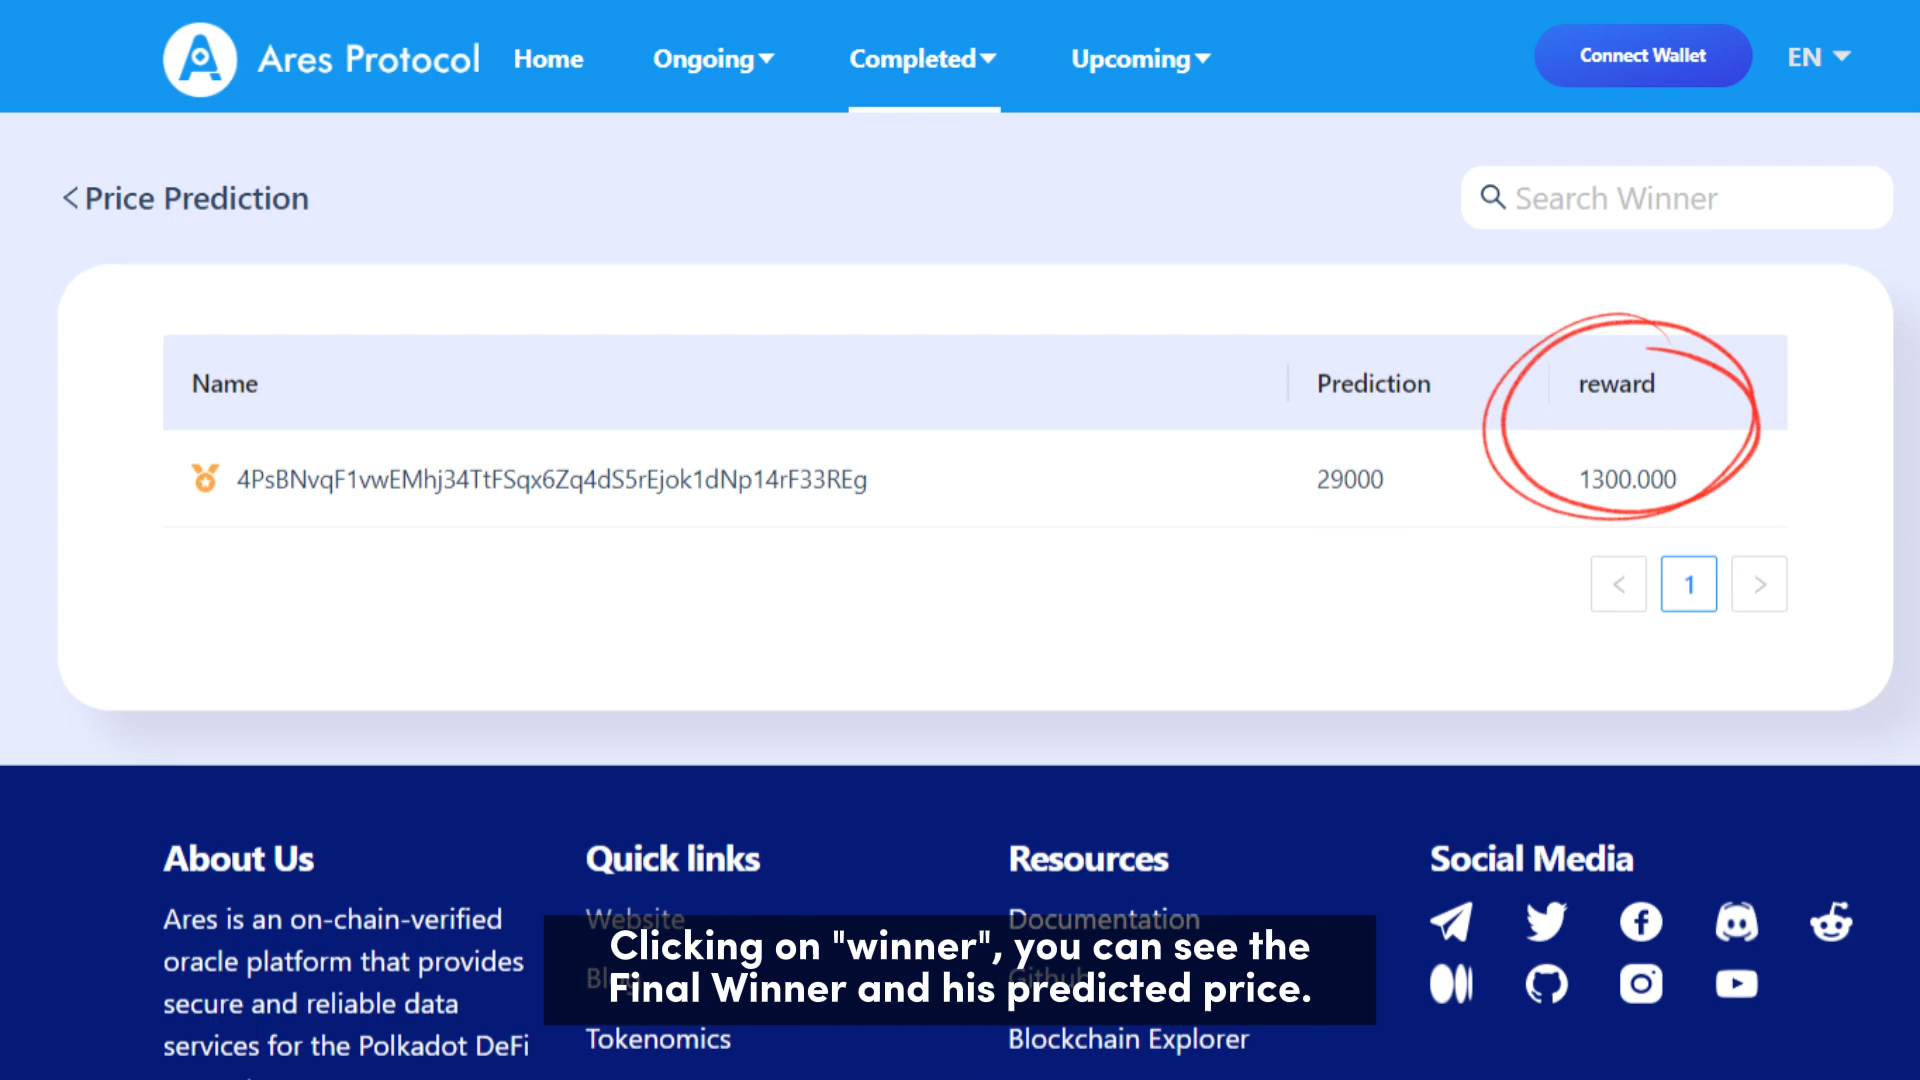 Ares Protocol
Home
Ongoing
Completed
Upcoming
Connect Wallet
EN
Price Prediction
Search Winner
Name
Prediction
reward
4PsBNvqF1vwEMhj34TtFSqx6Zq4dS5rEjok1dNp14rF33REg
29000
1300.000
1
About Us
Quick links
Resources
Social Media
Ares is an on-chain-verified
oracle platform that provides
secure and reliable data
services for the Polkadot DeFi
Website
Blog
Tokenomics
Documentation
Github
Blockchain Explorer
Clicking on "winner", you can see the
Final Winner and his predicted price.